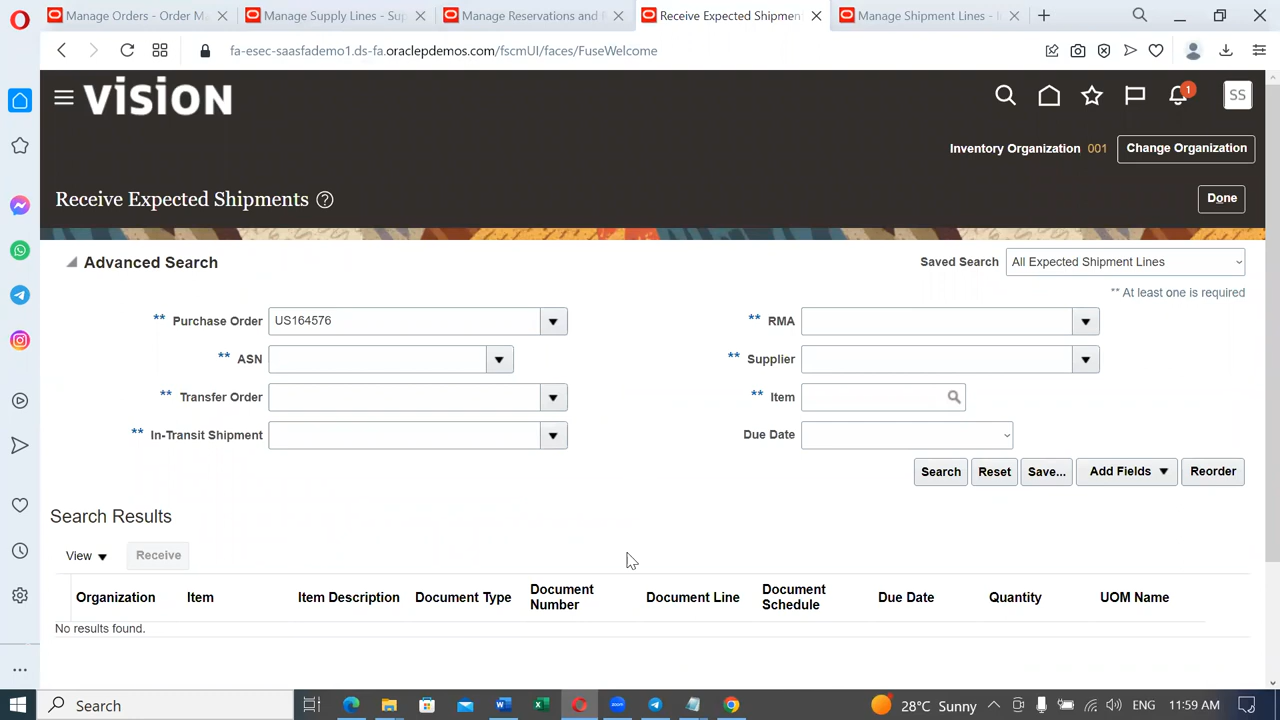 Manage Orders - Order Ma
Manage Supply Lines - Sup
Manage Reservations and P
Receive Expected Shipmen
Manage Shipment Lines - I
fa-esec-saasfademo1.ds-fa.oraclepdemos.com/fscmUI/faces/FuseWelcome
vision
1
SS
Inventory Organization 001 Change Organization
Receive Expected Shipments ?
Done
Advanced Search
Saved Search All Expected Shipment Lines
** At least one is required
** Purchase Order US164576
** RMA
** ASN
** Supplier
** Transfer Order
** Item
** In-Transit Shipment
Due Date
Search Reset Save... Add Fields Reorder
Search Results
View Receive
Organization Item Item Description Document Type Document Number Document Line Document Schedule Due Date Quantity UOM Name
No results found.
Search
28°C Sunny ENG 11:59 AM